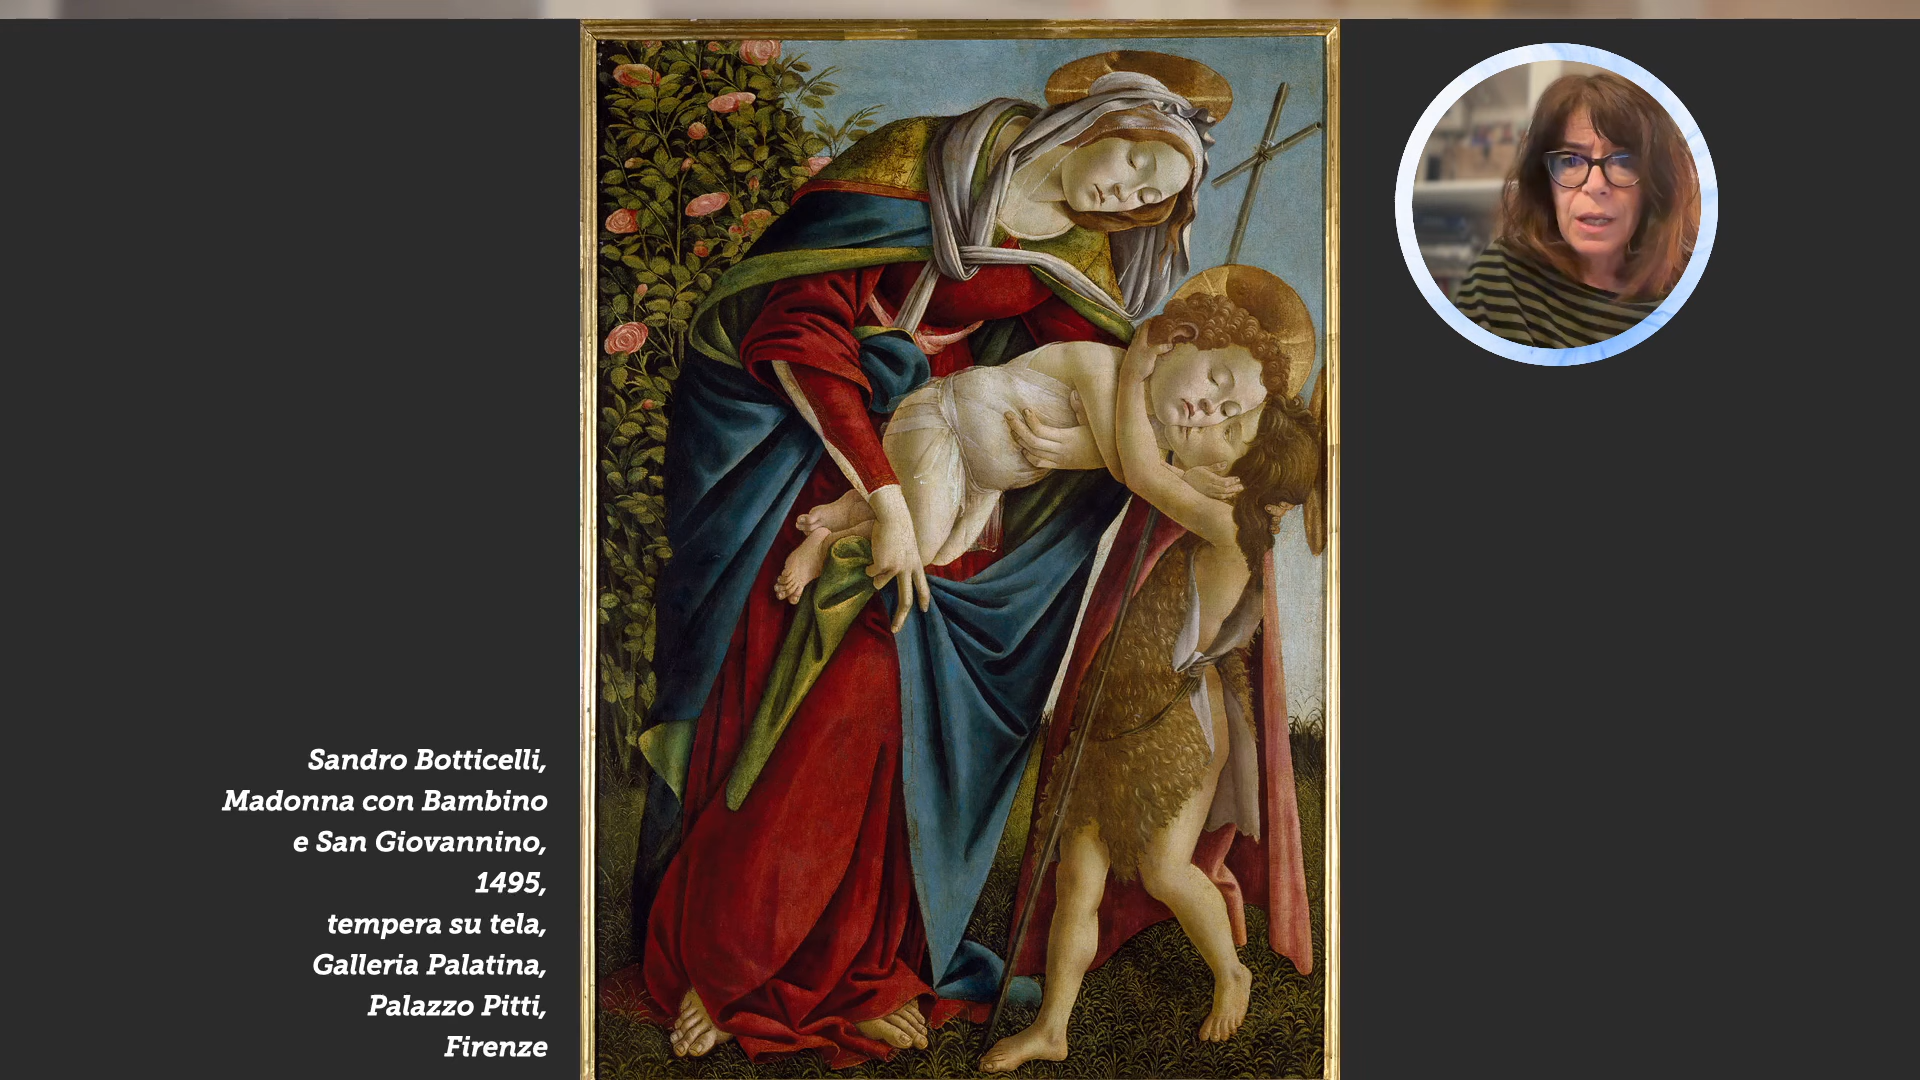 Sandro Botticelli,
Madonna con Bambino
e San Giovannino,
1495,
tempera su tela,
Galleria Palatina,
Palazzo Pitti,
Firenze